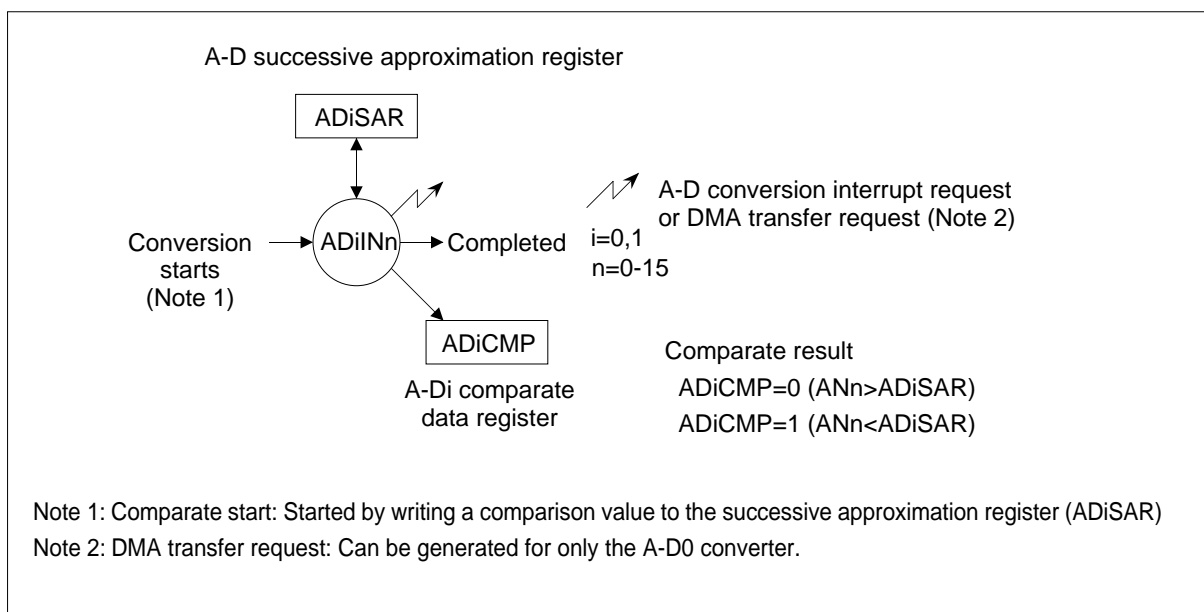 A-D successive approximation register
ADiSAR
ADiINn
Conversion
starts
(Note 1)
Completed
A-D conversion interrupt request
or DMA transfer request (Note 2)
i=0,1
n=0-15
ADiCMP
A-Di comparate
data register
Comparate result
ADiCMP=0 (ANn>ADiSAR)
ADiCMP=1 (ANn<ADiSAR)
Note 1: Comparate start: Started by writing a comparison value to the successive approximation register (ADiSAR)
Note 2: DMA transfer request: Can be generated for only the A-D0 converter.